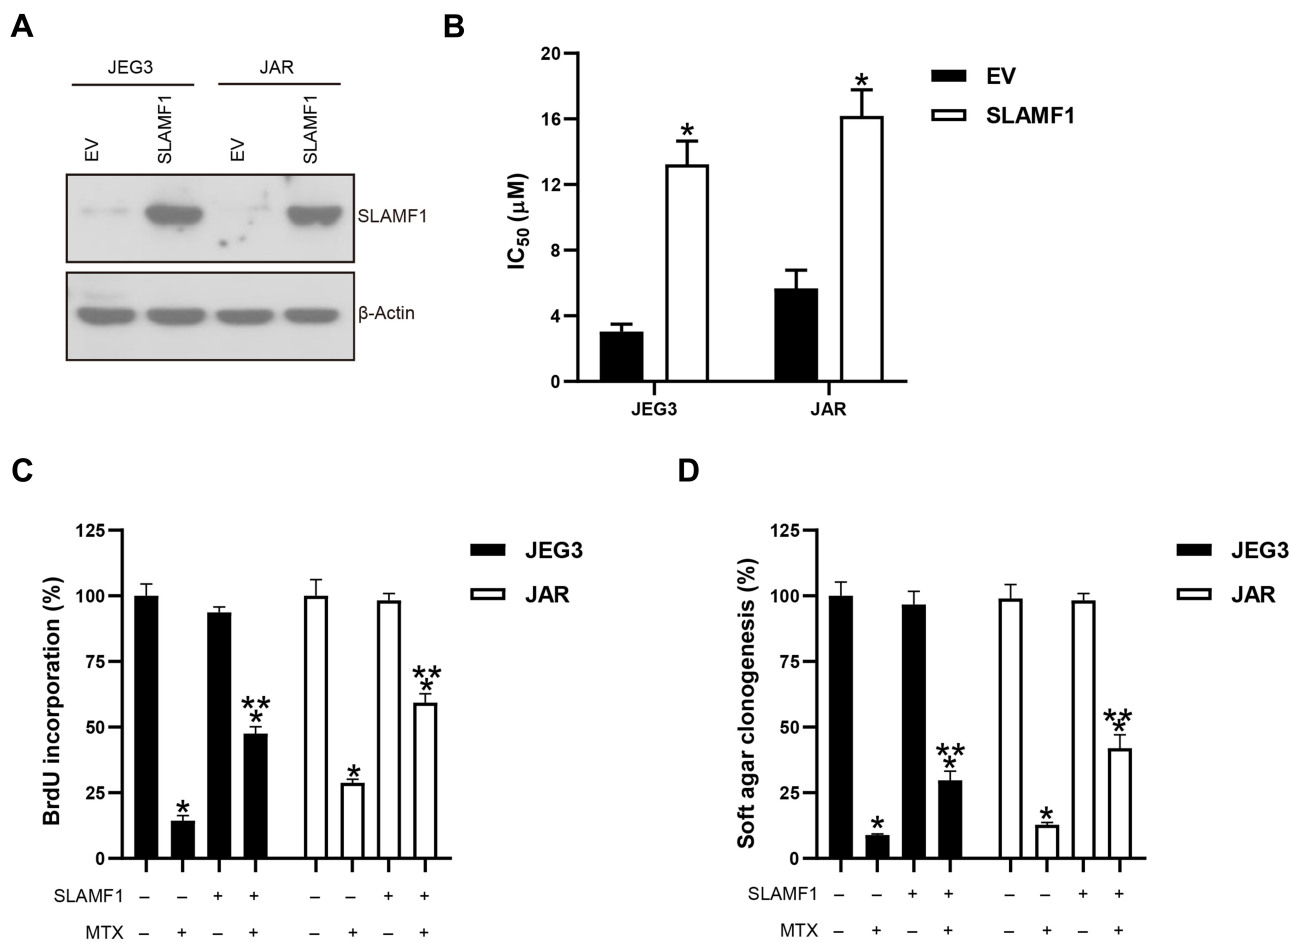 A
JEG3 JAR
EV SLAMF1 EV SLAMF1
SLAMF1
β-Actin
B
20
16
12
8
4
0
IC50 (μM)
* *
JEG3 JAR
EV
SLAMF1
C
125
100
75
50
25
0
BrdU incorporation (%)
* ** * * ** *
JEG3
JAR
SLAMF1 – – + + – – + +
MTX – + – + – + – +
D
125
100
75
50
25
0
Soft agar clonogenesis (%)
* ** * * ** *
JEG3
JAR
SLAMF1 – – + + – – + +
MTX – + – + – + – +